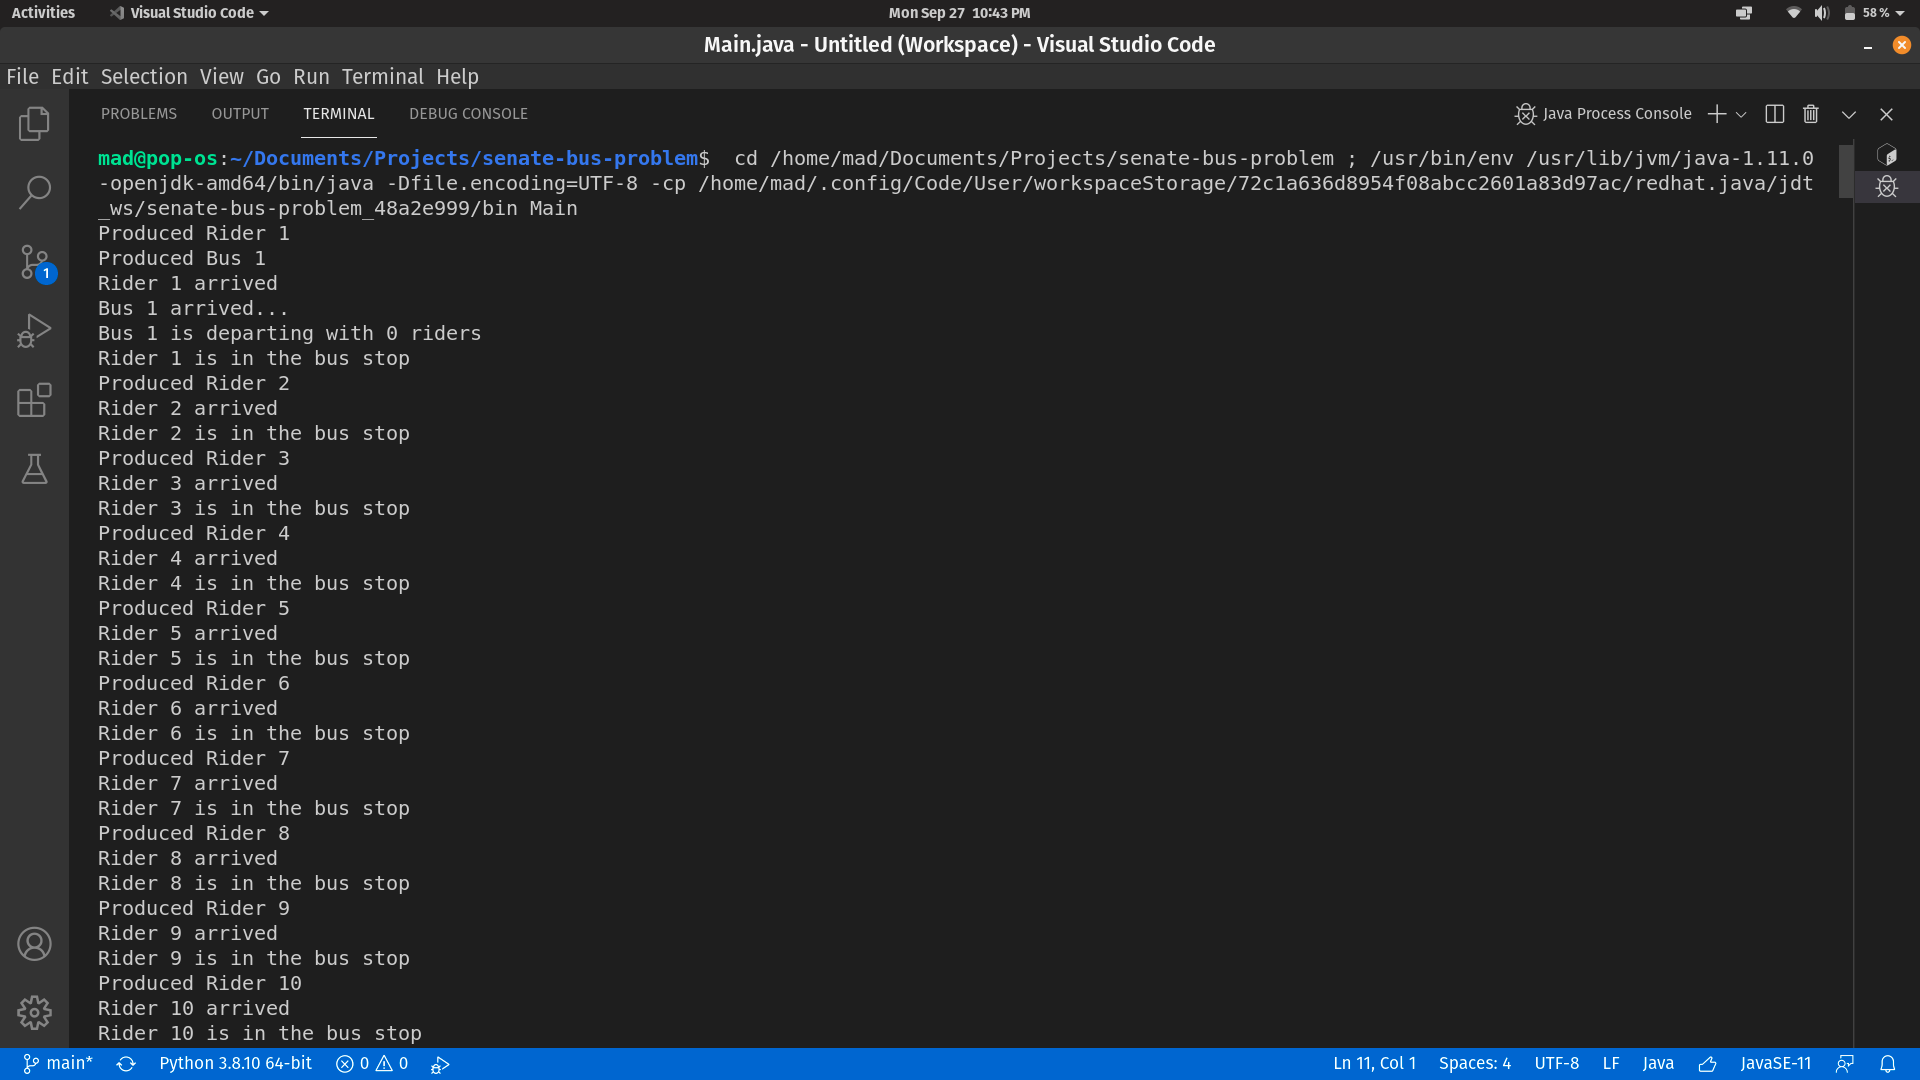 Activities Visual Studio Code Mon Sep 27 10:43 PM 58 %
Main.java - Untitled (Workspace) - Visual Studio Code
File Edit Selection View Go Run Terminal Help
PROBLEMS OUTPUT TERMINAL DEBUG CONSOLE Java Process Console
mad@pop-os:~/Documents/Projects/senate-bus-problem$ cd /home/mad/Documents/Projects/senate-bus-problem ; /usr/bin/env /usr/lib/jvm/java-1.11.0
-openjdk-amd64/bin/java -Dfile.encoding=UTF-8 -cp /home/mad/.config/Code/User/workspaceStorage/72c1a636d8954f08abcc2601a83d97ac/redhat.java/jdt
_ws/senate-bus-problem_48a2e999/bin Main
Produced Rider 1
Produced Bus 1
Rider 1 arrived
Bus 1 arrived...
Bus 1 is departing with 0 riders
Rider 1 is in the bus stop
Produced Rider 2
Rider 2 arrived
Rider 2 is in the bus stop
Produced Rider 3
Rider 3 arrived
Rider 3 is in the bus stop
Produced Rider 4
Rider 4 arrived
Rider 4 is in the bus stop
Produced Rider 5
Rider 5 arrived
Rider 5 is in the bus stop
Produced Rider 6
Rider 6 arrived
Rider 6 is in the bus stop
Produced Rider 7
Rider 7 arrived
Rider 7 is in the bus stop
Produced Rider 8
Rider 8 arrived
Rider 8 is in the bus stop
Produced Rider 9
Rider 9 arrived
Rider 9 is in the bus stop
Produced Rider 10
Rider 10 arrived
Rider 10 is in the bus stop
1
main* Python 3.8.10 64-bit 0 0 Ln 11, Col 1 Spaces: 4 UTF-8 LF Java JavaSE-11